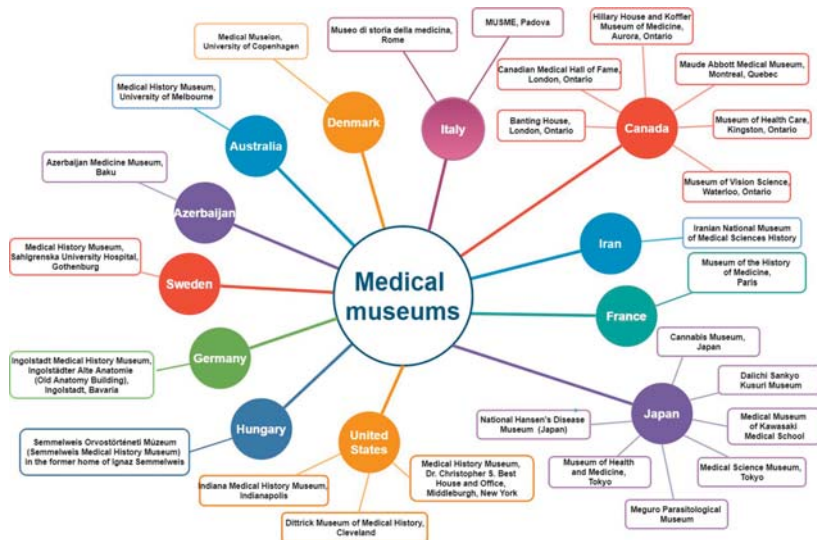 Medical
museums
Denmark
Medical Museion,
University of Copenhagen
Italy
Museo di storia della medicina,
Rome
MUSME, Padova
Canada
Hillary House and Koffler
Museum of Medicine,
Aurora, Ontario
Canadian Medical Hall of Fame,
London, Ontario
Maude Abbott Medical Museum,
Montreal, Quebec
Banting House,
London, Ontario
Museum of Health Care,
Kingston, Ontario
Museum of Vision Science,
Waterloo, Ontario
Iran
Iranian National Museum
of Medical Sciences History
France
Museum of the History
of Medicine,
Paris
Japan
Cannabis Museum,
Japan
Daiichi Sankyo
Kusuri Museum
National Hansen's Disease
Museum (Japan)
Medical Museum
of Kawasaki
Medical School
Museum of Health
and Medicine,
Tokyo
Medical Science Museum,
Tokyo
Meguro Parasitological
Museum
United
States
Medical History Museum,
Dr. Christopher S. Best
House and Office,
Middleburgh, New York
Indiana Medical History Museum,
Indianapolis
Dittrick Museum of Medical History,
Cleveland
Hungary
Semmelweis Orvostörténeti Múzeum
(Semmelweis Medical History Museum)
in the former home of Ignaz Semmelweis
Germany
Ingolstadt Medical History Museum,
Ingolstädter Alte Anatomie
(Old Anatomy Building),
Ingolstadt, Bavaria
Sweden
Medical History Museum,
Sahlgrenska University Hospital,
Gothenburg
Azerbaijan
Azerbaijan Medicine Museum,
Baku
Australia
Medical History Museum,
University of Melbourne